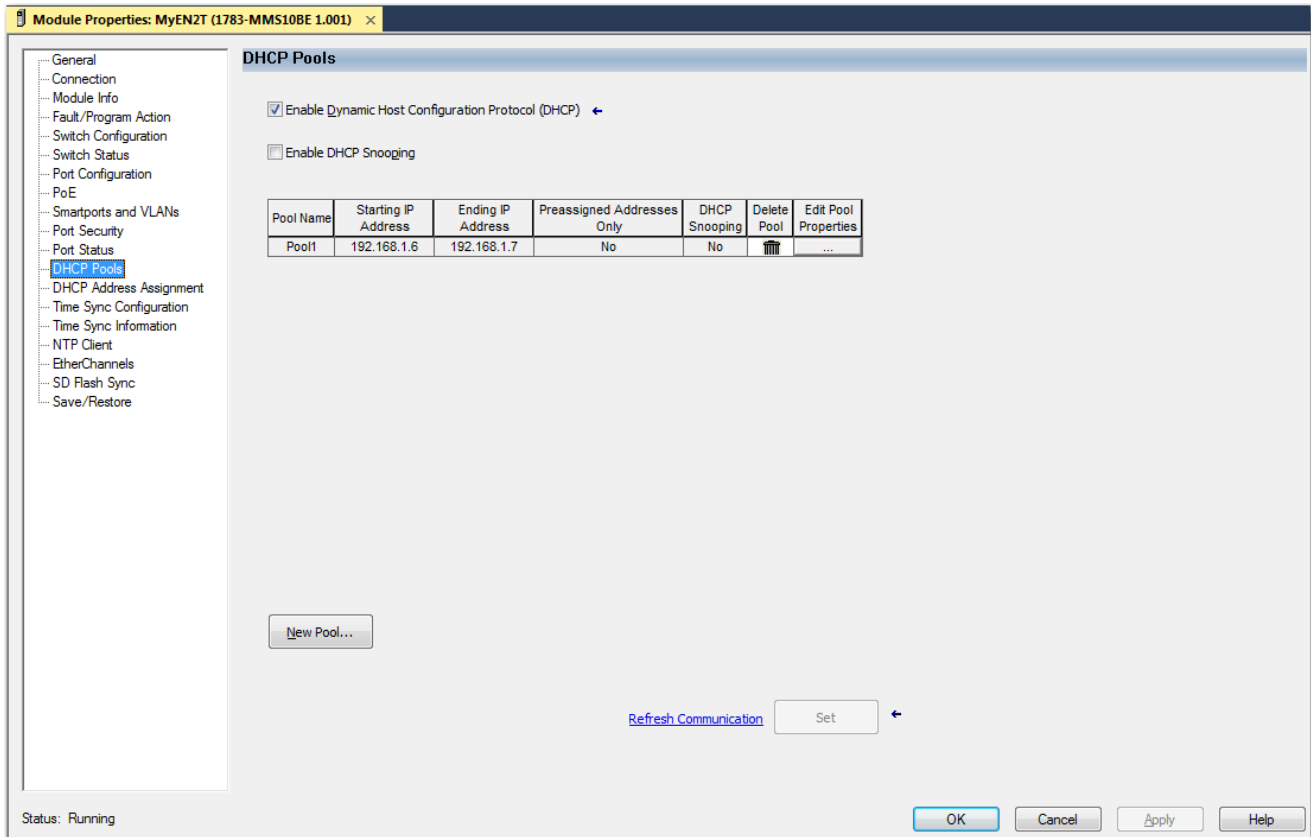 Module Properties: MyEN2T (1783-MMS10BE 1.001) ×
General
Connection
Module Info
Fault/Program Action
Switch Configuration
Switch Status
Port Configuration
PoE
Smartports and VLANs
Port Security
Port Status
DHCP Pools
DHCP Address Assignment
Time Sync Configuration
Time Sync Information
NTP Client
EtherChannels
SD Flash Sync
Save/Restore
DHCP Pools
Enable Dynamic Host Configuration Protocol (DHCP) ←
Enable DHCP Snooping
Pool Name Starting IP Address Ending IP Address Preassigned Addresses Only DHCP Snooping Delete Pool Edit Pool Properties
Pool1 192.168.1.6 192.168.1.7 No No ...
New Pool...
Refresh Communication Set ←
Status: Running OK Cancel Apply Help